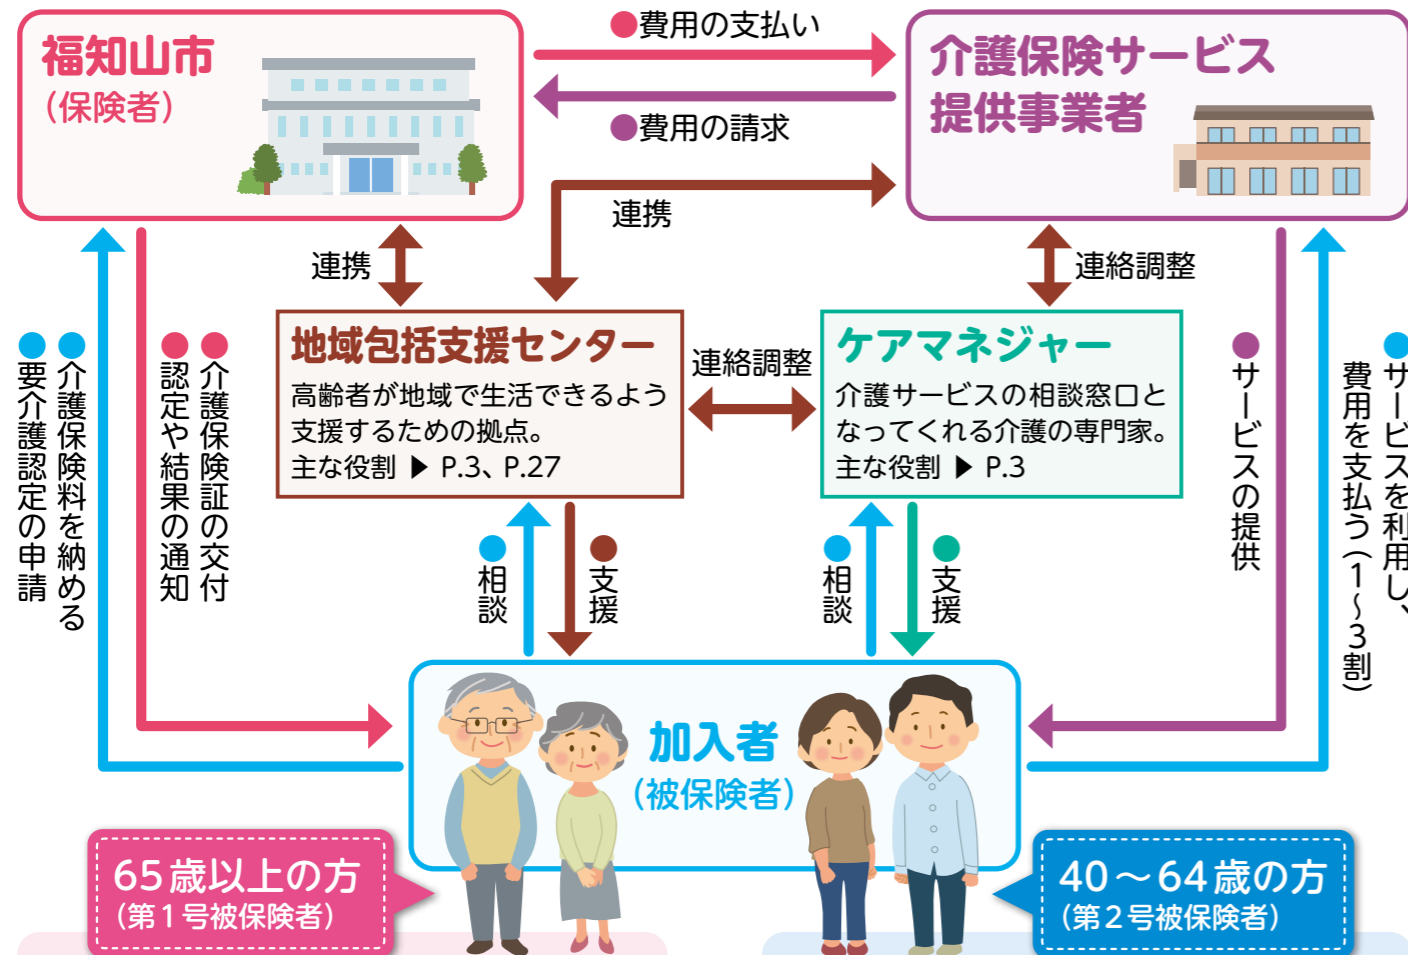 福知山市
（保険者）
●費用の支払い
●費用の請求
介護保険サービス
提供事業者
連携
連携
連絡調整
地域包括支援センター
高齢者が地域で生活できるよう
支援するための拠点。
主な役割 ▶ P.3、P.27
連絡調整
ケアマネジャー
介護サービスの相談窓口と
なってくれる介護の専門家。
主な役割 ▶ P.3
●介護保険料を納める
●要介護認定の申請
●介護保険証の交付
●認定や結果の通知
●相談
●支援
●相談
●支援
●サービスの提供
●サービスを利用し、
費用を支払う（1〜3割）
加入者
（被保険者）
65歳以上の方
（第1号被保険者）
40〜64歳の方
（第2号被保険者）